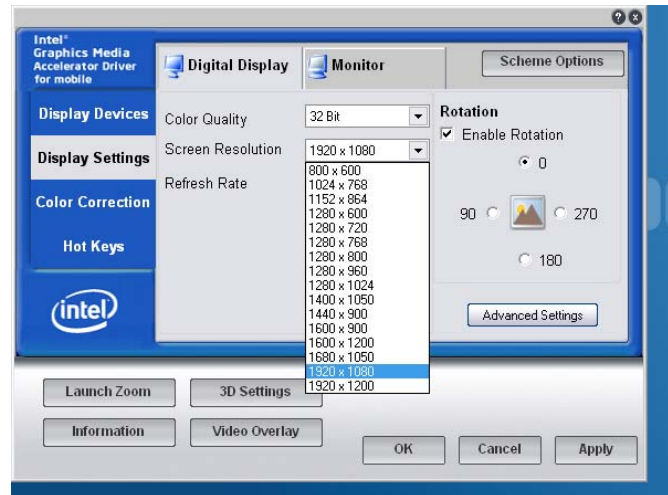 Intel®
Graphics Media
Accelerator Driver
for mobile
Digital Display
Monitor
Scheme Options
Display Devices
Display Settings
Color Correction
Hot Keys
intel
Color Quality
32 Bit
Screen Resolution
1920 x 1080
Refresh Rate
800 x 600
1024 x 768
1152 x 864
1280 x 600
1280 x 720
1280 x 768
1280 x 800
1280 x 960
1280 x 1024
1400 x 1050
1440 x 900
1600 x 900
1600 x 1200
1680 x 1050
1920 x 1080
1920 x 1200
Rotation
Enable Rotation
0
90
270
180
Advanced Settings
Launch Zoom
3D Settings
Information
Video Overlay
OK
Cancel
Apply